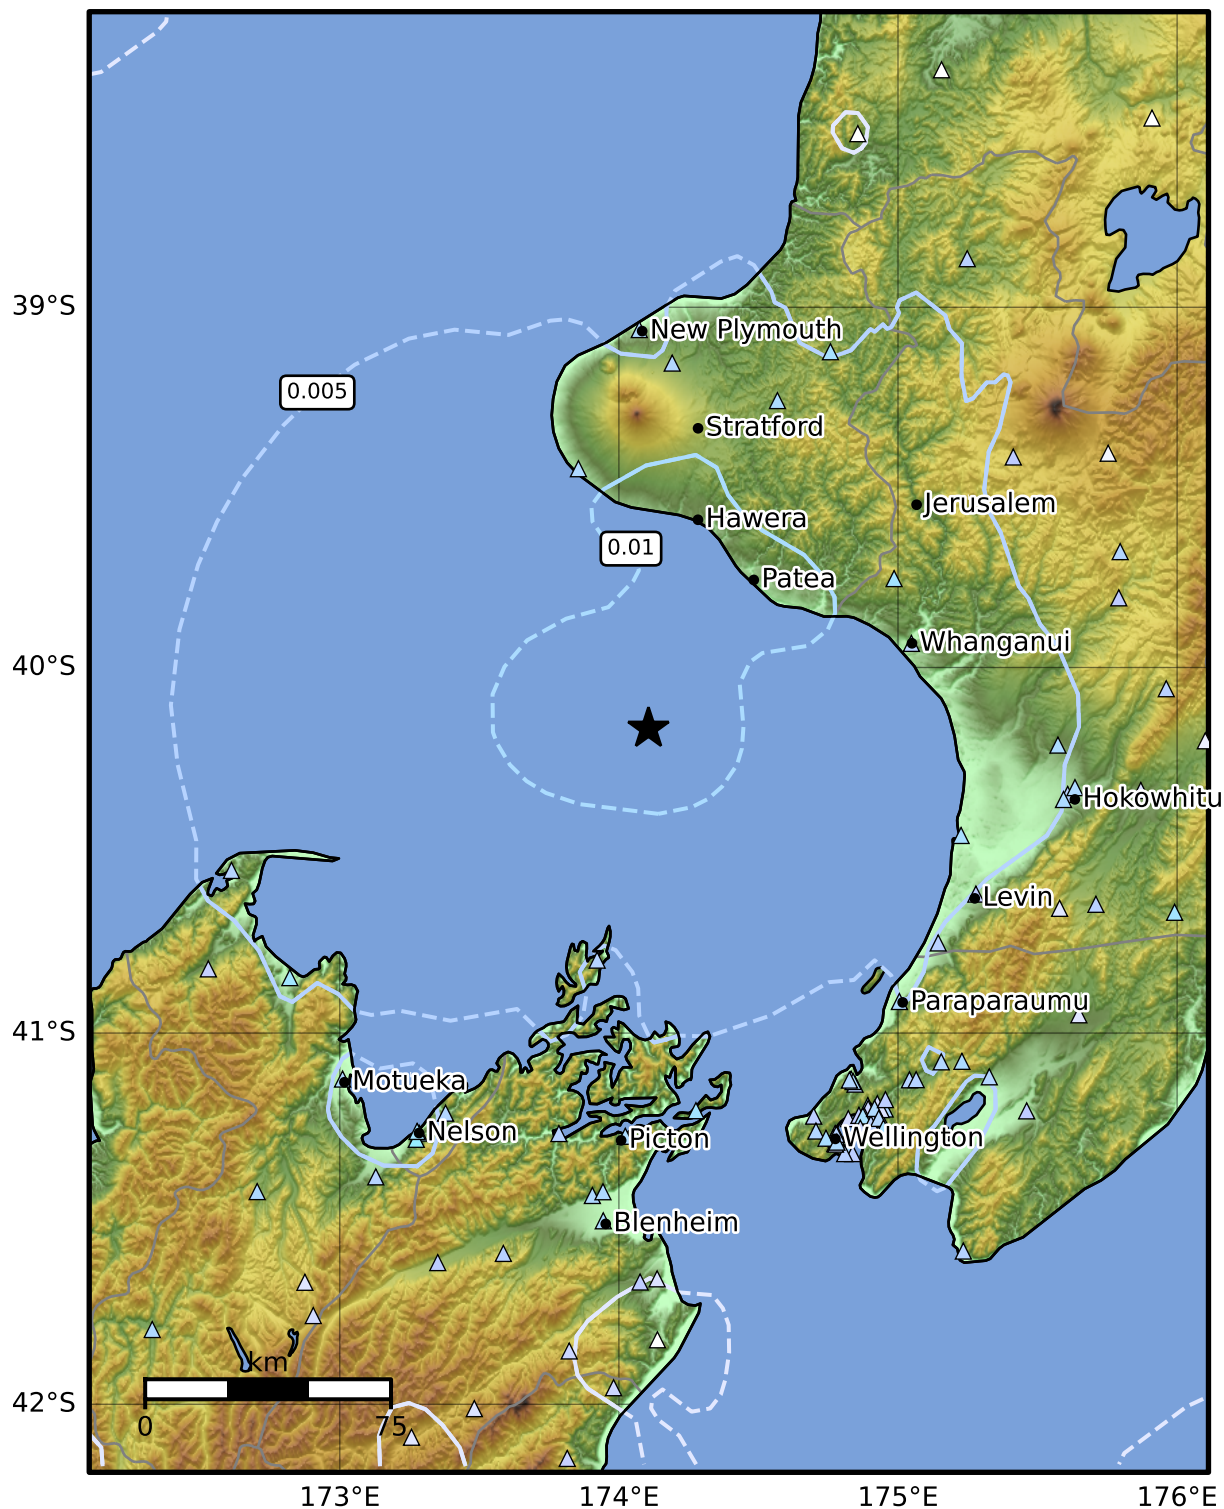 39°S
New Plymouth
0.005
Stratford
Jerusalem
Hawera
0.01
Patea
Whanganui
40°S
Hokowhitu
Levin
Paraparaumu
41°S
Motueka
Nelson
Picton
Wellington
Blenheim
km
0
75
42°S
173°E
174°E
175°E
176°E